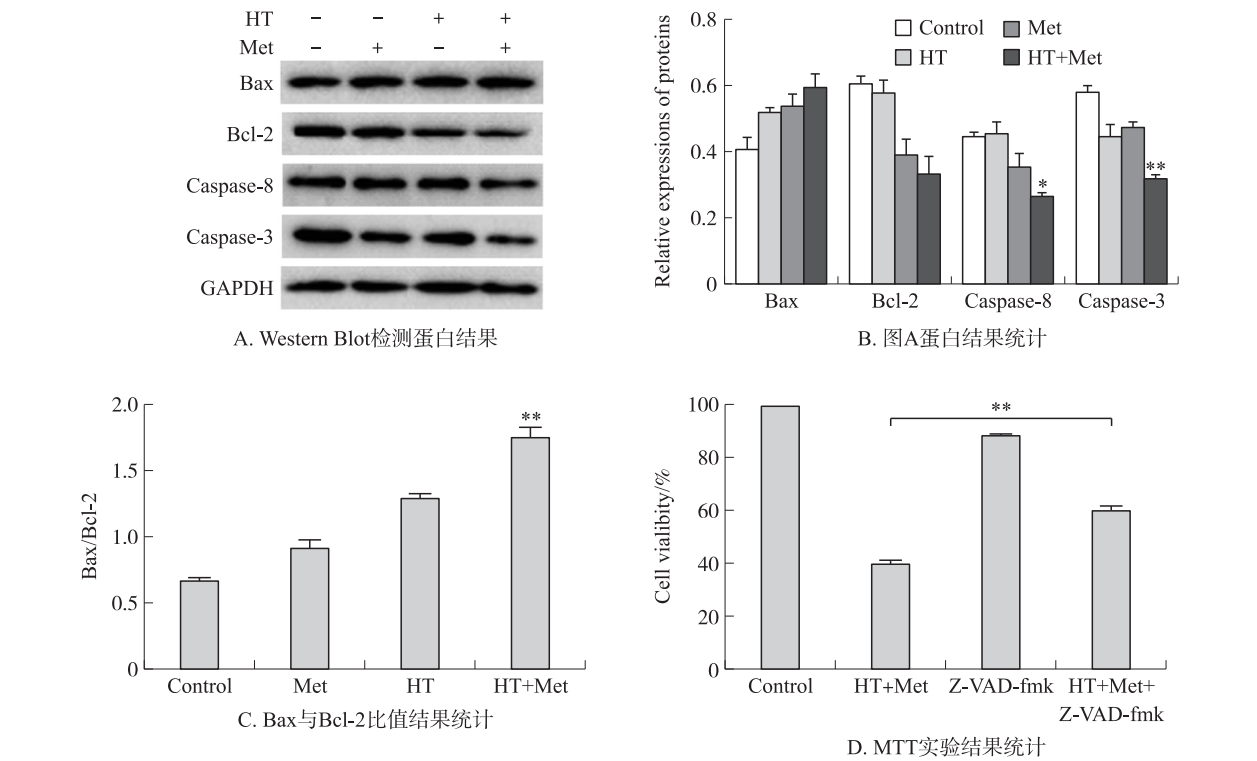 HT − − + +
Met − + − +
Bax
Bcl-2
Caspase-8
Caspase-3
GAPDH
A. Western Blot检测蛋白结果
Relative expressions of proteins
0.8
0.6
0.4
0.2
0
Control
Met
HT
HT+Met
*
**
Bax Bcl-2 Caspase-8 Caspase-3
B. 图A蛋白结果统计
Bax/Bcl-2
2.0
1.5
1.0
0.5
0
**
Control Met HT HT+Met
C. Bax与Bcl-2比值结果统计
Cell vialibity/%
100
80
60
40
20
0
**
Control HT+Met Z-VAD-fmk HT+Met+
Z-VAD-fmk
D. MTT实验结果统计